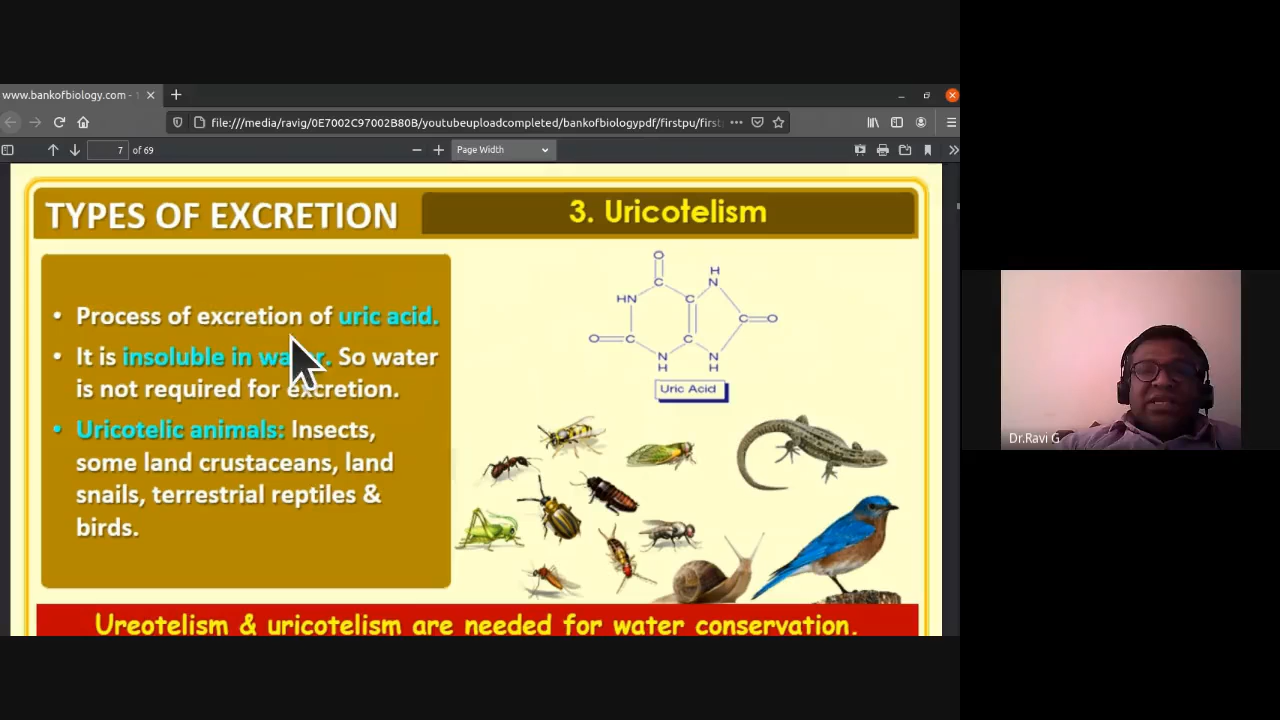 www.bankofbiology.com -
file:///media/ravig/0E7002C97002B80B/youtubeuploadcompleted/bankofbiologypdf/firstpu/first
7 of 69
Page Width
TYPES OF EXCRETION
3. Uricotelism
• Process of excretion of uric acid.
• It is insoluble in water. So water
is not required for excretion.
• Uricotelic animals: Insects,
some land crustaceans, land
snails, terrestrial reptiles &
birds.
O
H
C
N
HN
C
C
O
O
C
C
N
N
H
H
Uric Acid
Ureotelism & uricotelism are needed for water conservation.
Dr.Ravi G